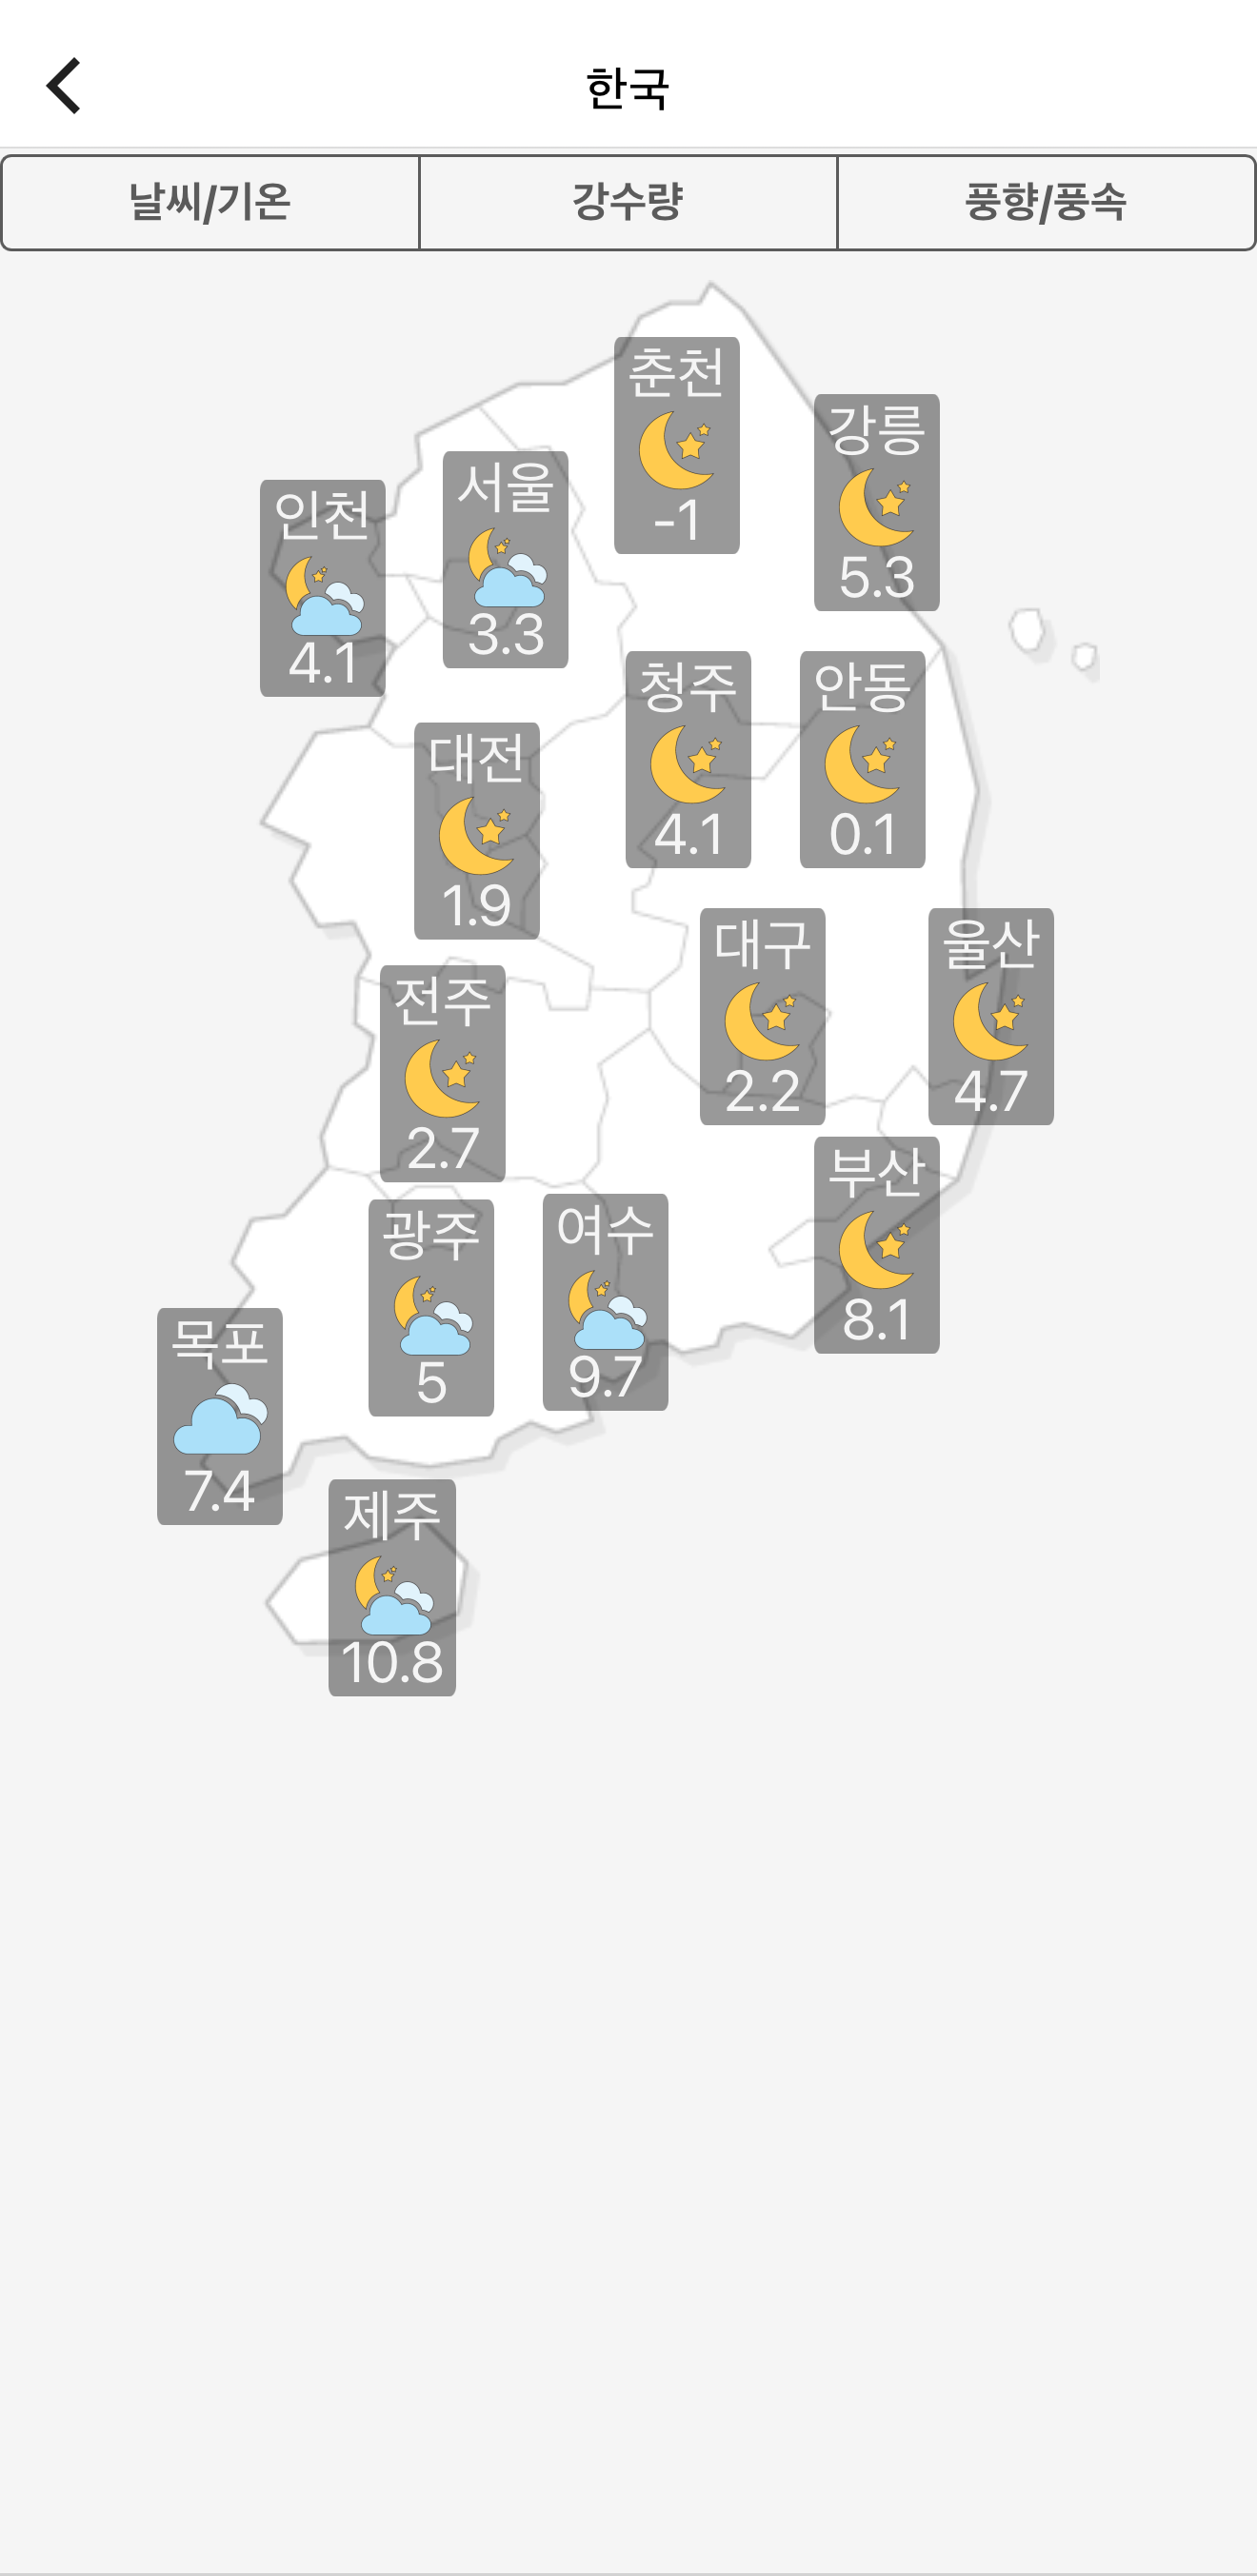 한국
날씨/기온
강수량
풍향/풍속
춘천
-1
강릉
5.3
서울
3.3
인천
4.1
청주
4.1
안동
0.1
대전
1.9
대구
2.2
울산
4.7
전주
2.7
부산
8.1
광주
5
여수
9.7
목포
7.4
제주
10.8